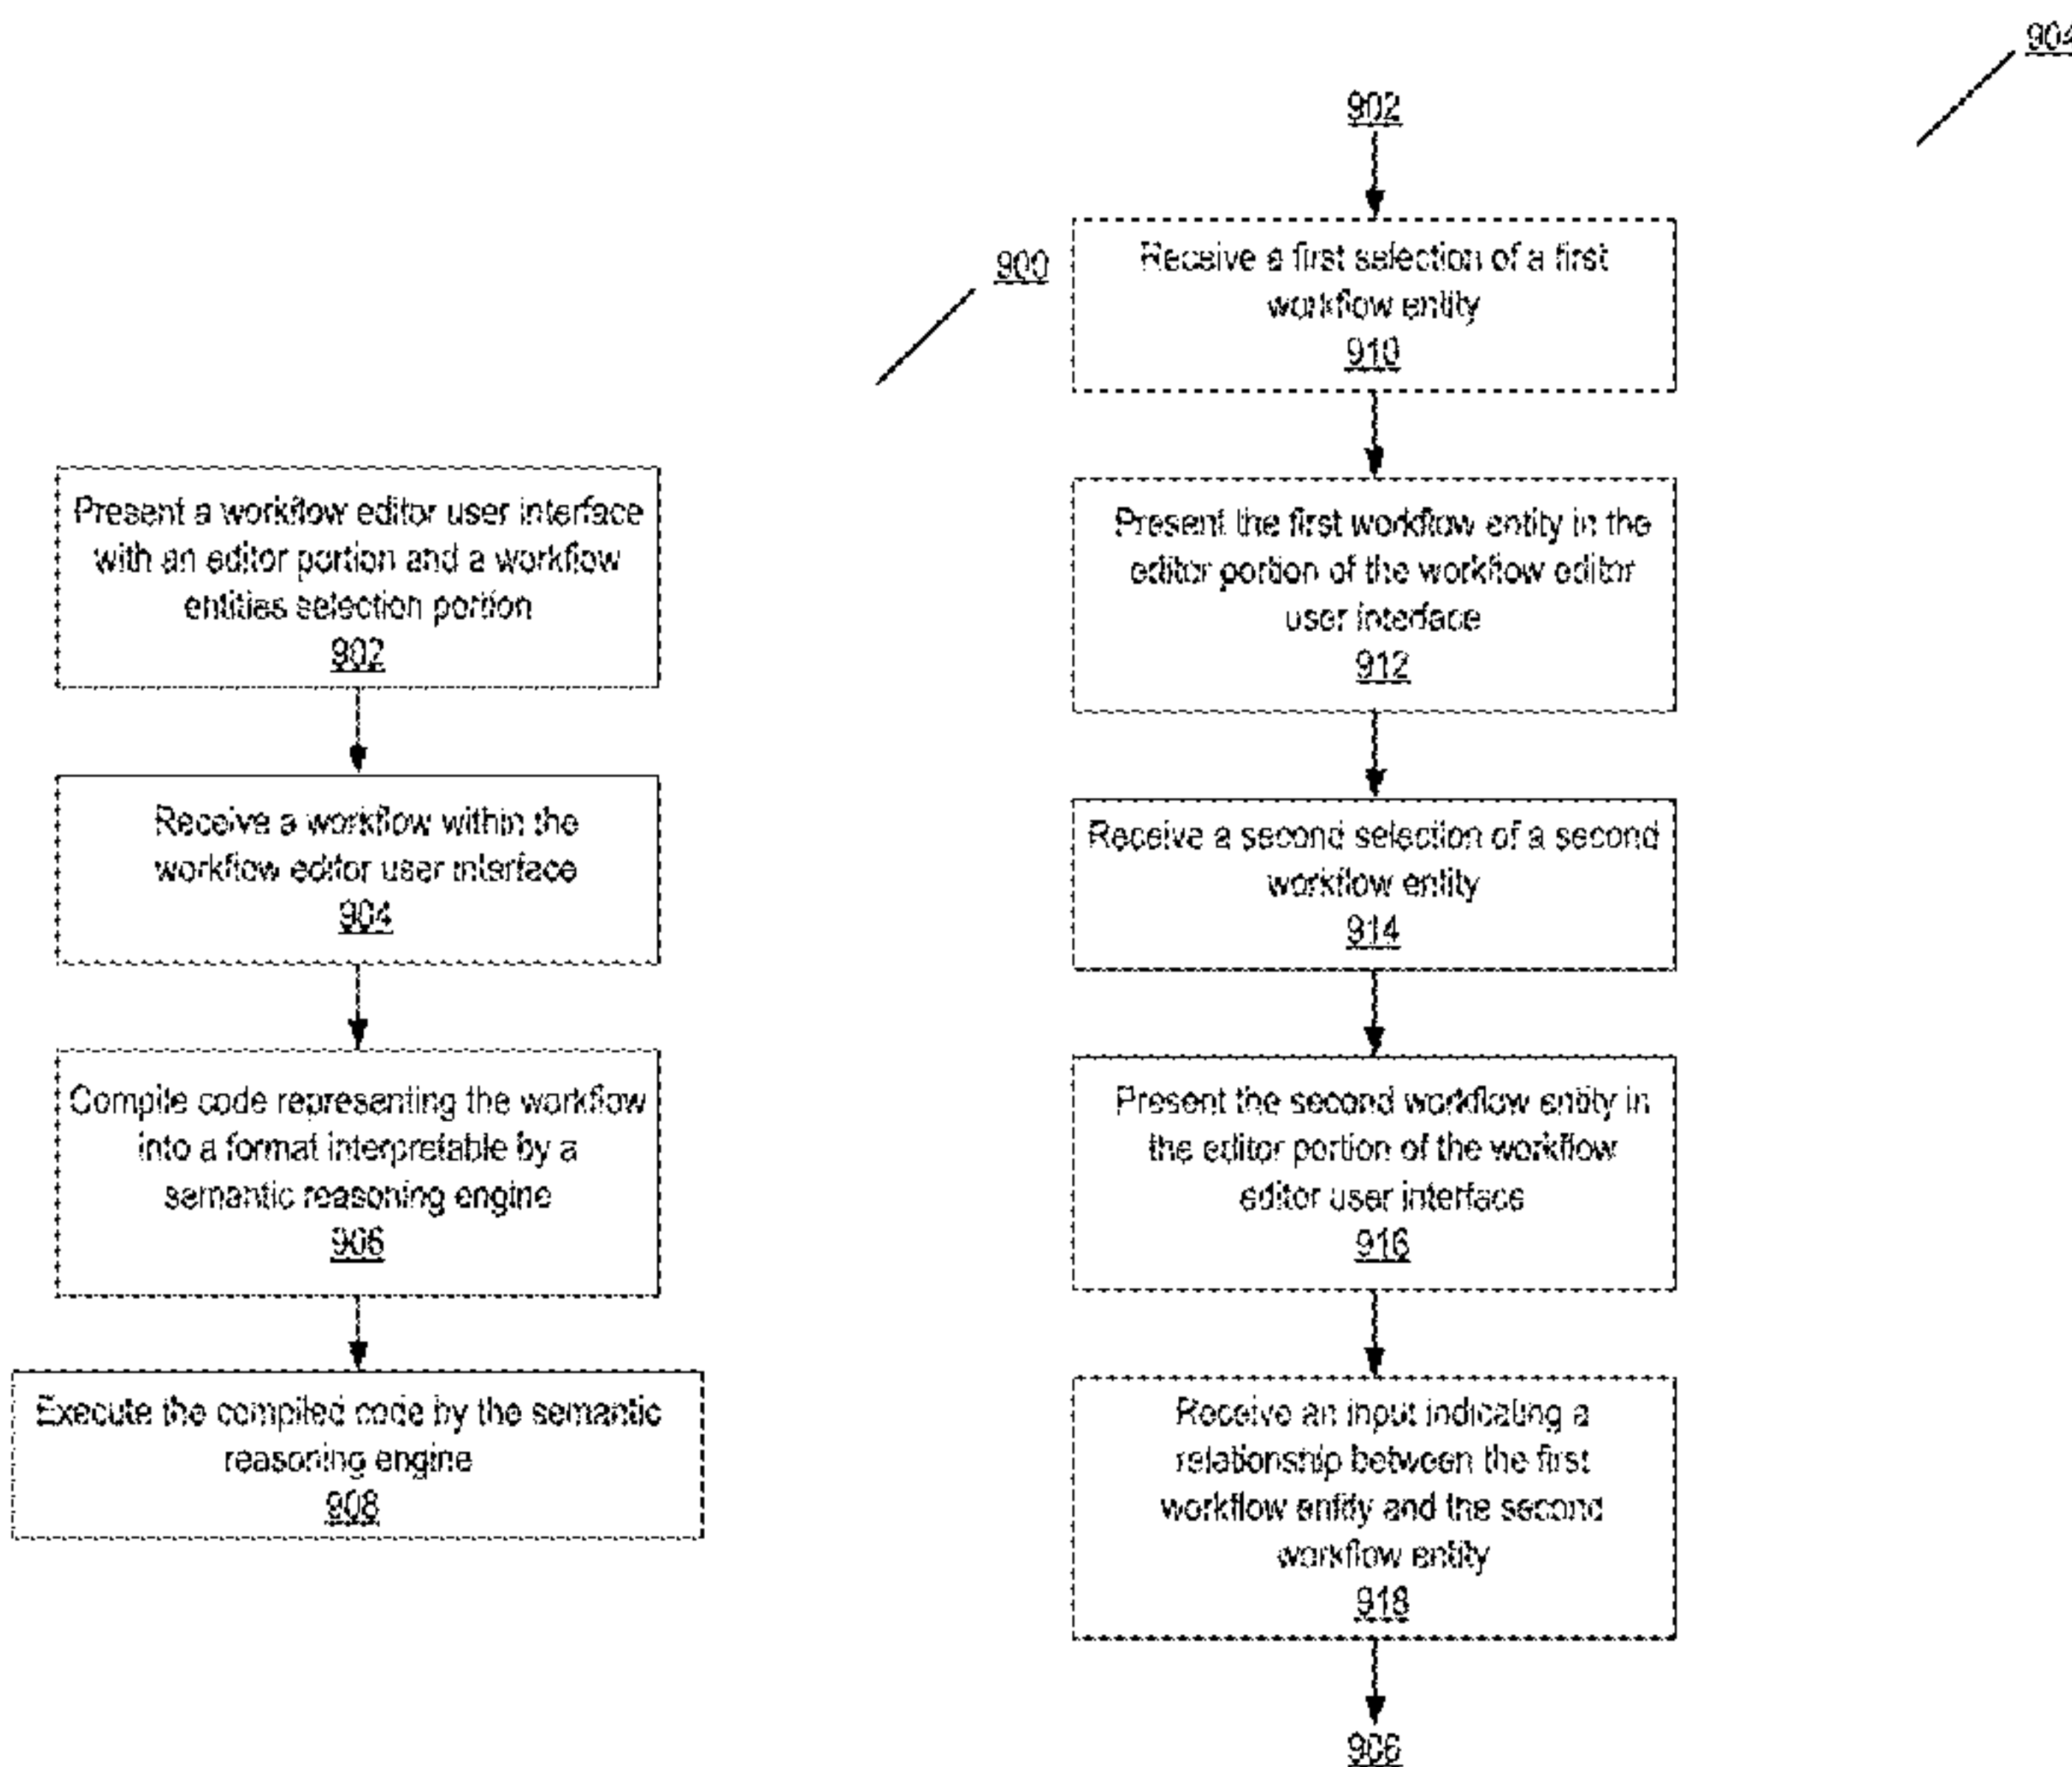 900
Present a workflow editor user interface
with an editor portion and a workflow
entities selection portion
902
Receive a workflow within the
workflow editor user interface
904
Compile code representing the workflow
into a format interpretable by a
semantic reasoning engine
906
Execute the compiled code by the semantic
reasoning engine
908
904
902
Receive a first selection of a first
workflow entity
910
Present the first workflow entity in the
editor portion of the workflow editor
user interface
912
Receive a second selection of a second
workflow entity
914
Present the second workflow entity in
the editor portion of the workflow
editor user interface
916
Receive an input indicating a
relationship between the first
workflow entity and the second
workflow entity
918
906